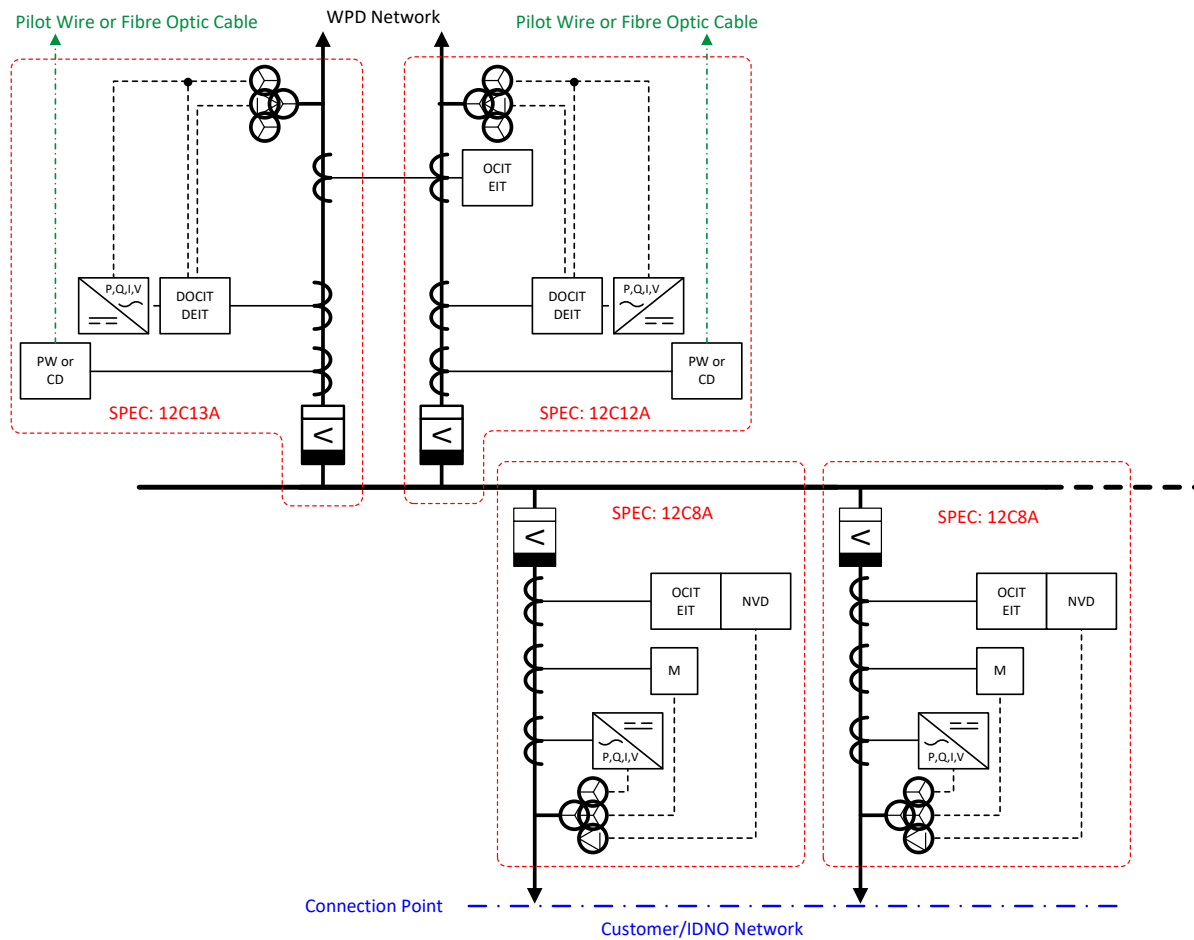 Pilot Wire or Fibre Optic Cable
WPD Network
Pilot Wire or Fibre Optic Cable
OCIT
EIT
P,Q,I,V
DOCIT
DEIT
DOCIT
DEIT
P,Q,I,V
PW or
CD
PW or
CD
SPEC: 12C13A
SPEC: 12C12A
<
<
SPEC: 12C8A
SPEC: 12C8A
<
<
OCIT
EIT
NVD
OCIT
EIT
NVD
M
M
P,Q,I,V
P,Q,I,V
Connection Point
Customer/IDNO Network